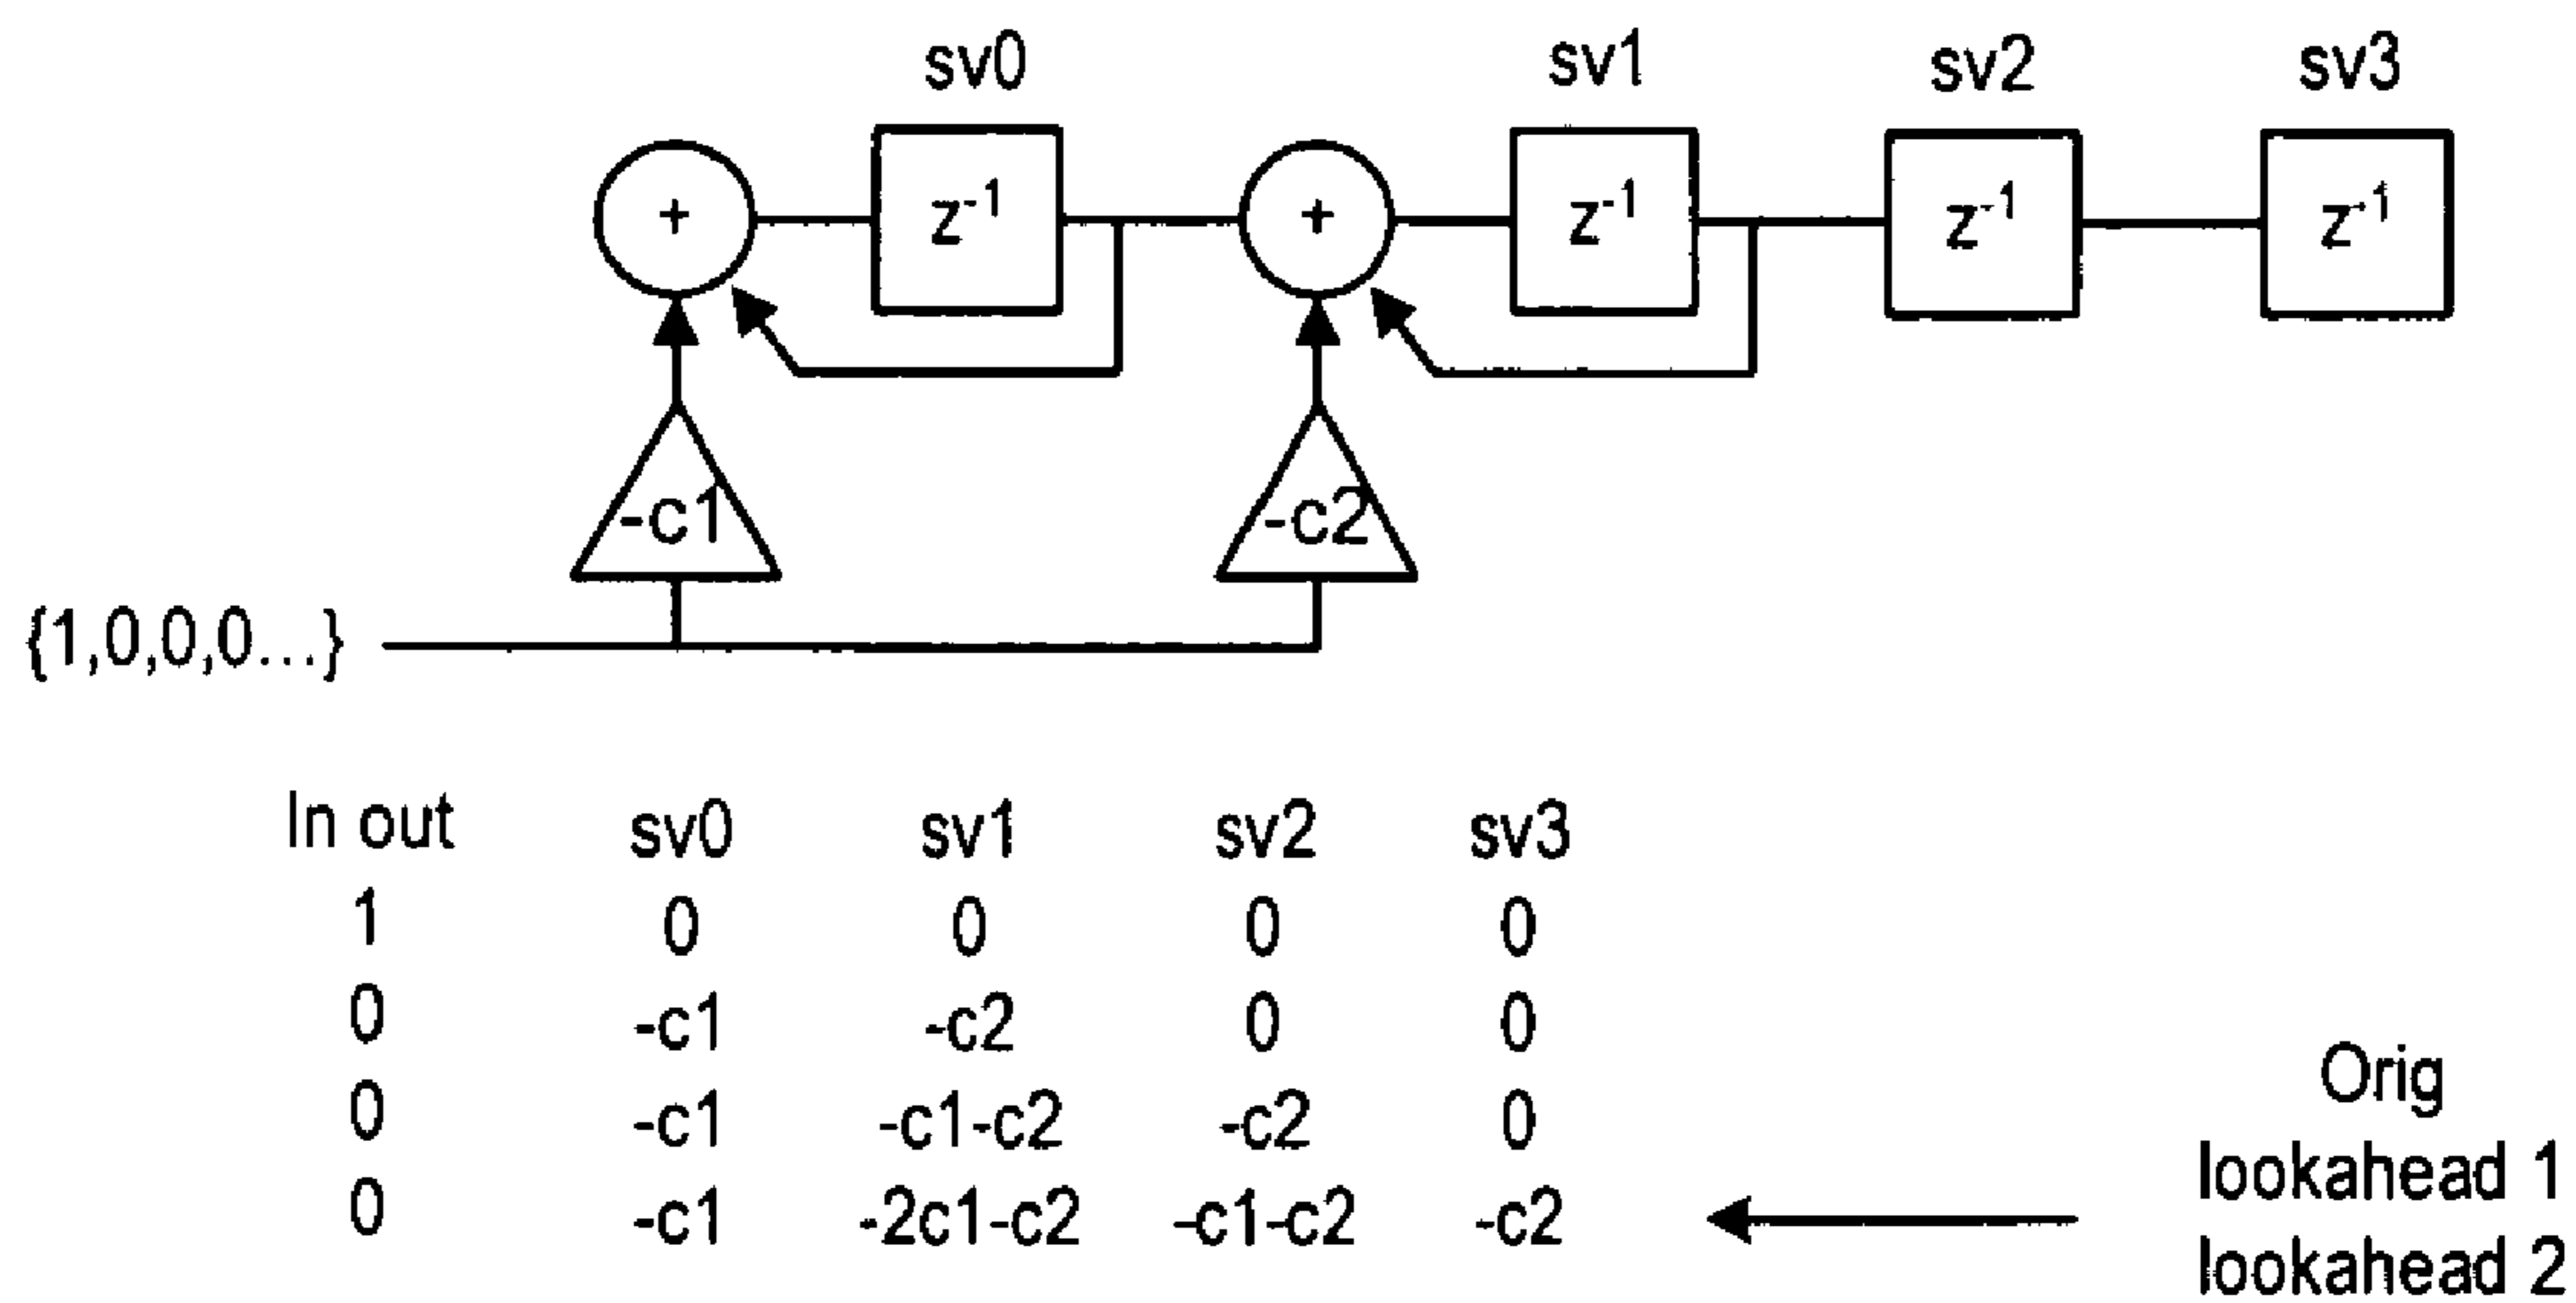 sv0 sv1 sv2 sv3
+ z-1 + z-1 z-1 z-1
-c1 -c2
{1,0,0,0...}
In out sv0 sv1 sv2 sv3
1 0 0 0 0
0 -c1 -c2 0 0
Orig
0 -c1 -c1-c2 -c2 0
lookahead 1
0 -c1 -2c1-c2 -c1-c2 -c2
lookahead 2